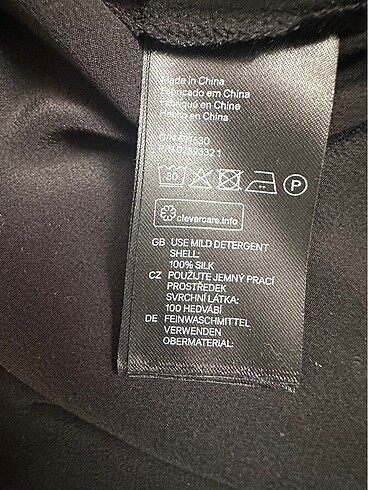 Made in China
Fabricado em China
Fabriqué en Chine
Hecho en China
30
P
clevercare.info
GB USE MILD DETERGENT
SHELL:
100% SILK
CZ POUŽIJTE JEMNÝ PRACÍ
PROSTŘEDEK
SVRCHNÍ LÁTKA:
100 HEDVÁBÍ
DE FEINWASCHMITTEL
VERWENDEN
OBERMATERIAL: